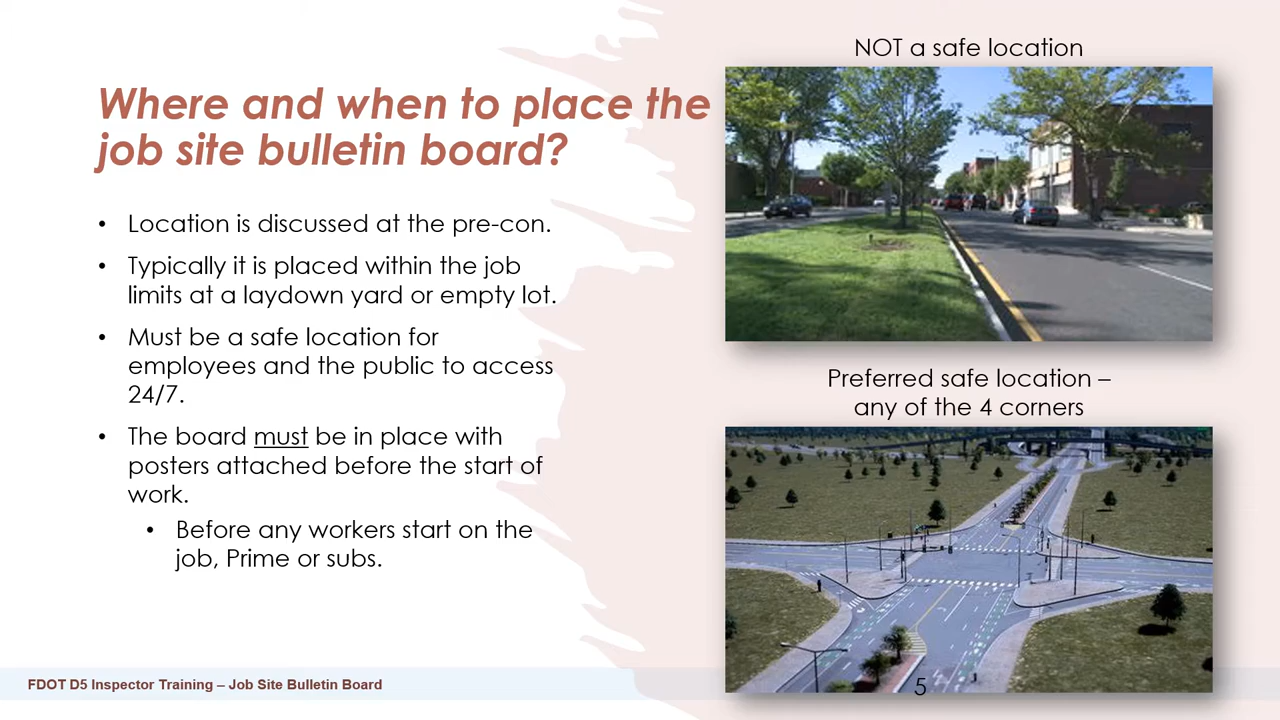 Where and when to place the
job site bulletin board?
• Location is discussed at the pre-con.
• Typically it is placed within the job
limits at a laydown yard or empty lot.
• Must be a safe location for
employees and the public to access
24/7.
• The board must be in place with
posters attached before the start of
work.
• Before any workers start on the
job, Prime or subs.
NOT a safe location
Preferred safe location –
any of the 4 corners
FDOT D5 Inspector Training – Job Site Bulletin Board
5